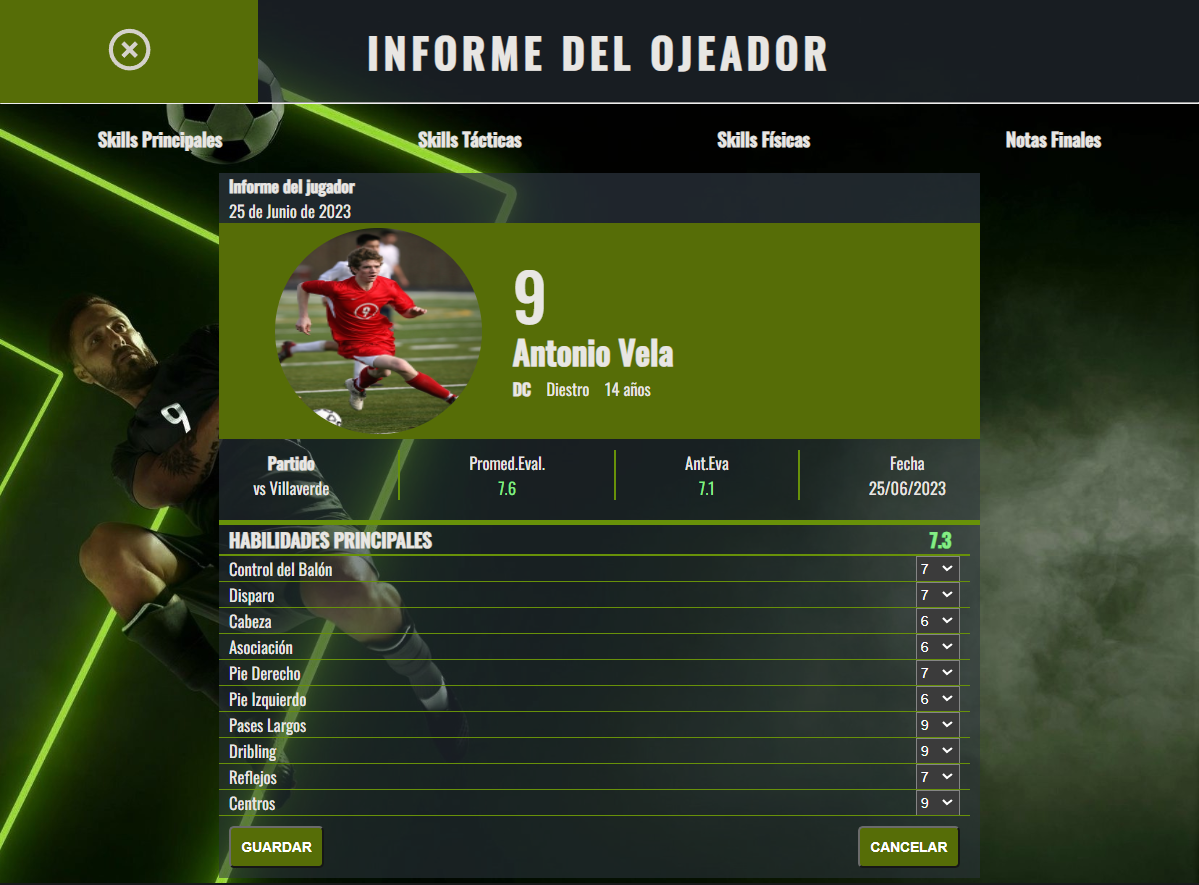 INFORME DEL OJEADOR
Skills Principales Skills Tácticas Skills Físicas Notas Finales
Informe del jugador
25 de Junio de 2023
9
9
Antonio Vela
DC Diestro 14 años
9
Partido Promed.Eval. Ant.Eva Fecha
vs Villaverde 7.6 7.1 25/06/2023
HABILIDADES PRINCIPALES 7.3
Control del Balón 7
Disparo 7
Cabeza 6
Asociación 6
Pie Derecho 7
Pie Izquierdo 6
Pases Largos 9
Dribling 9
Reflejos 7
Centros 9
GUARDAR CANCELAR